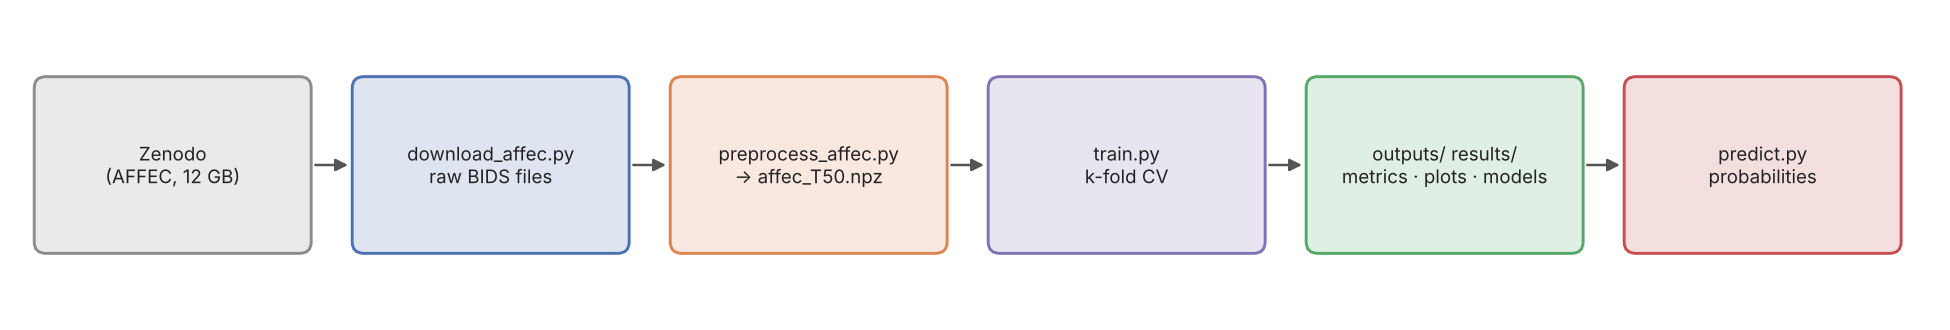 Zenodo
(AFFEC, 12 GB)
download_affec.py
raw BIDS files
preprocess_affec.py
→ affec_T50.npz
train.py
k-fold CV
outputs/ results/
metrics · plots · models
predict.py
probabilities